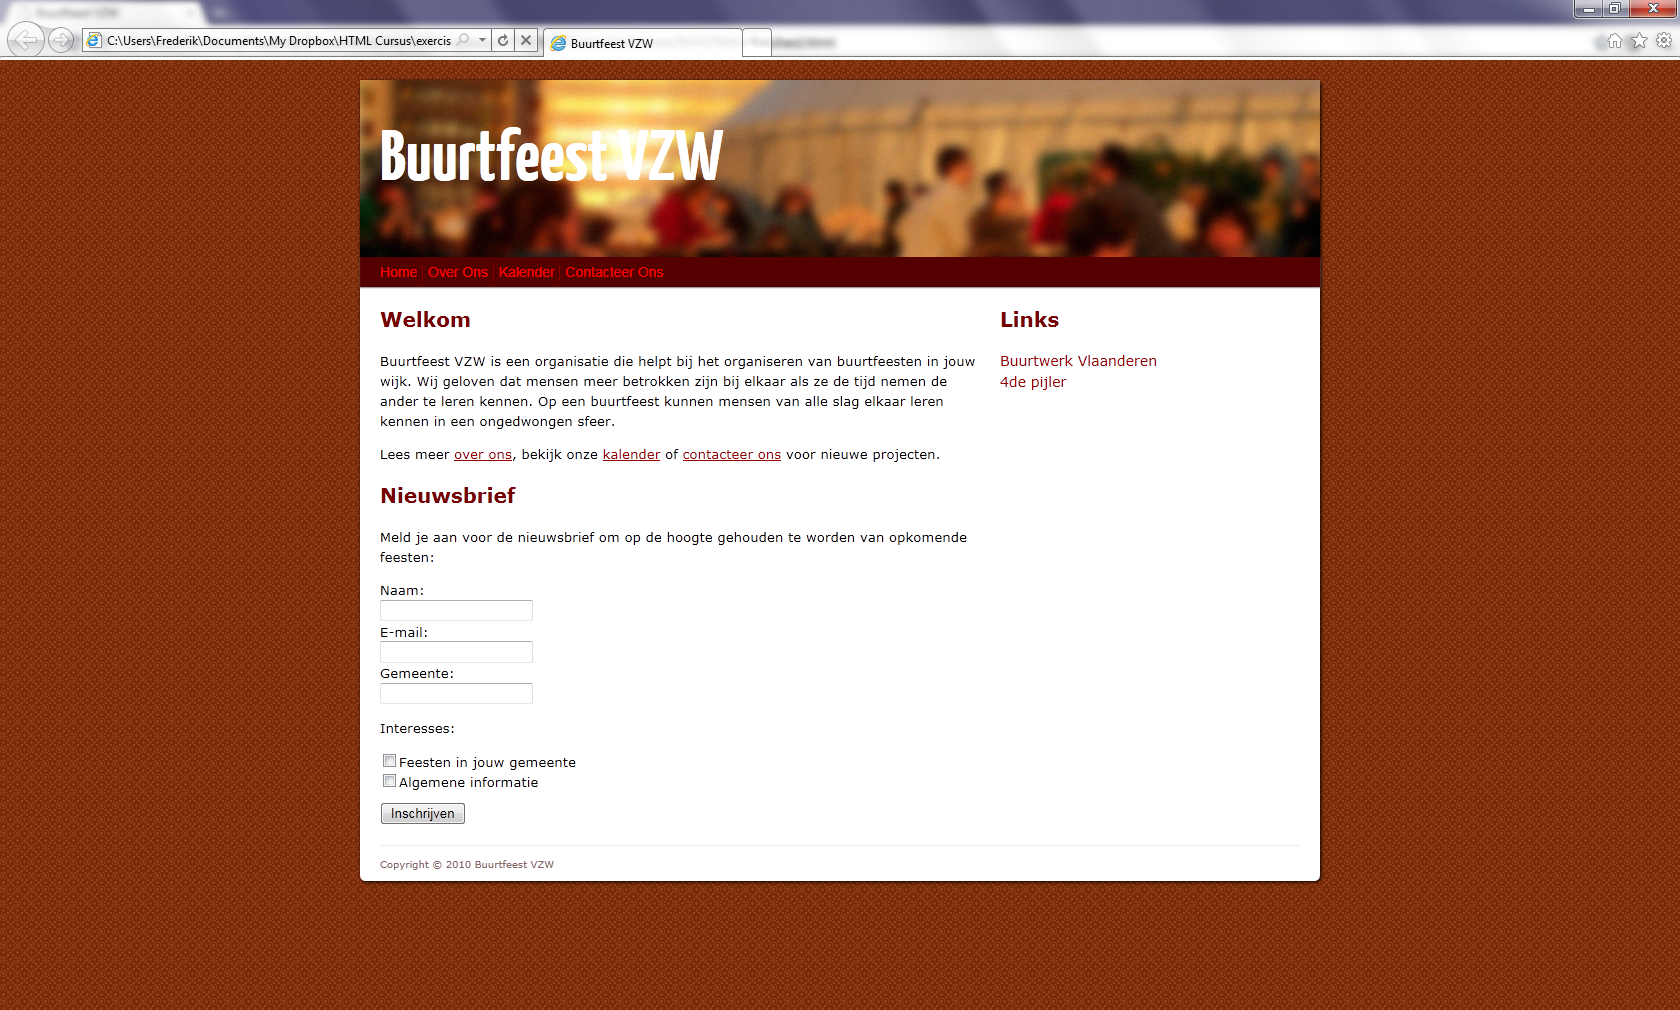 C:\Users\Frederik\Documents\My Dropbox\HTML Cursus\exercis
Buurtfeest VZW
Buurtfeest VZW
Home | Over Ons | Kalender | Contacteer Ons
Welkom
Buurtfeest VZW is een organisatie die helpt bij het organiseren van buurtfeesten in jouw
wijk. Wij geloven dat mensen meer betrokken zijn bij elkaar als ze de tijd nemen de
ander te leren kennen. Op een buurtfeest kunnen mensen van alle slag elkaar leren
kennen in een ongedwongen sfeer.
Lees meer over ons, bekijk onze kalender of contacteer ons voor nieuwe projecten.
Nieuwsbrief
Meld je aan voor de nieuwsbrief om op de hoogte gehouden te worden van opkomende
feesten:
Naam:
E-mail:
Gemeente:
Interesses:
Feesten in jouw gemeente
Algemene informatie
Inschrijven
Links
Buurtwerk Vlaanderen
4de pijler
Copyright © 2010 Buurtfeest VZW